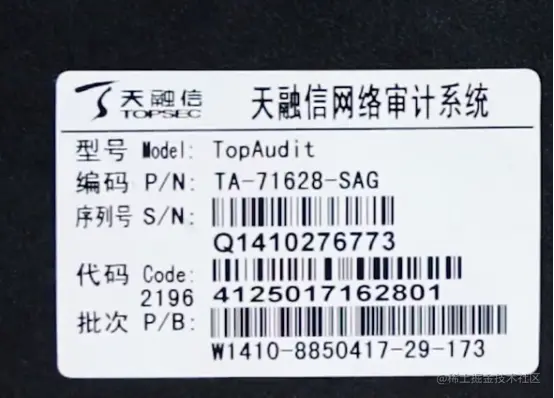 天融信 天融信网络审计系统
TOPSEC
型号 Model: TopAudit
编码 P/N: TA-71628-SAG
序列号 S/N:
Q1410276773
代码 Code:
2196 4125017162801
批次 P/B:
W1410-8850417-29-173
@稀土掘金技术社区